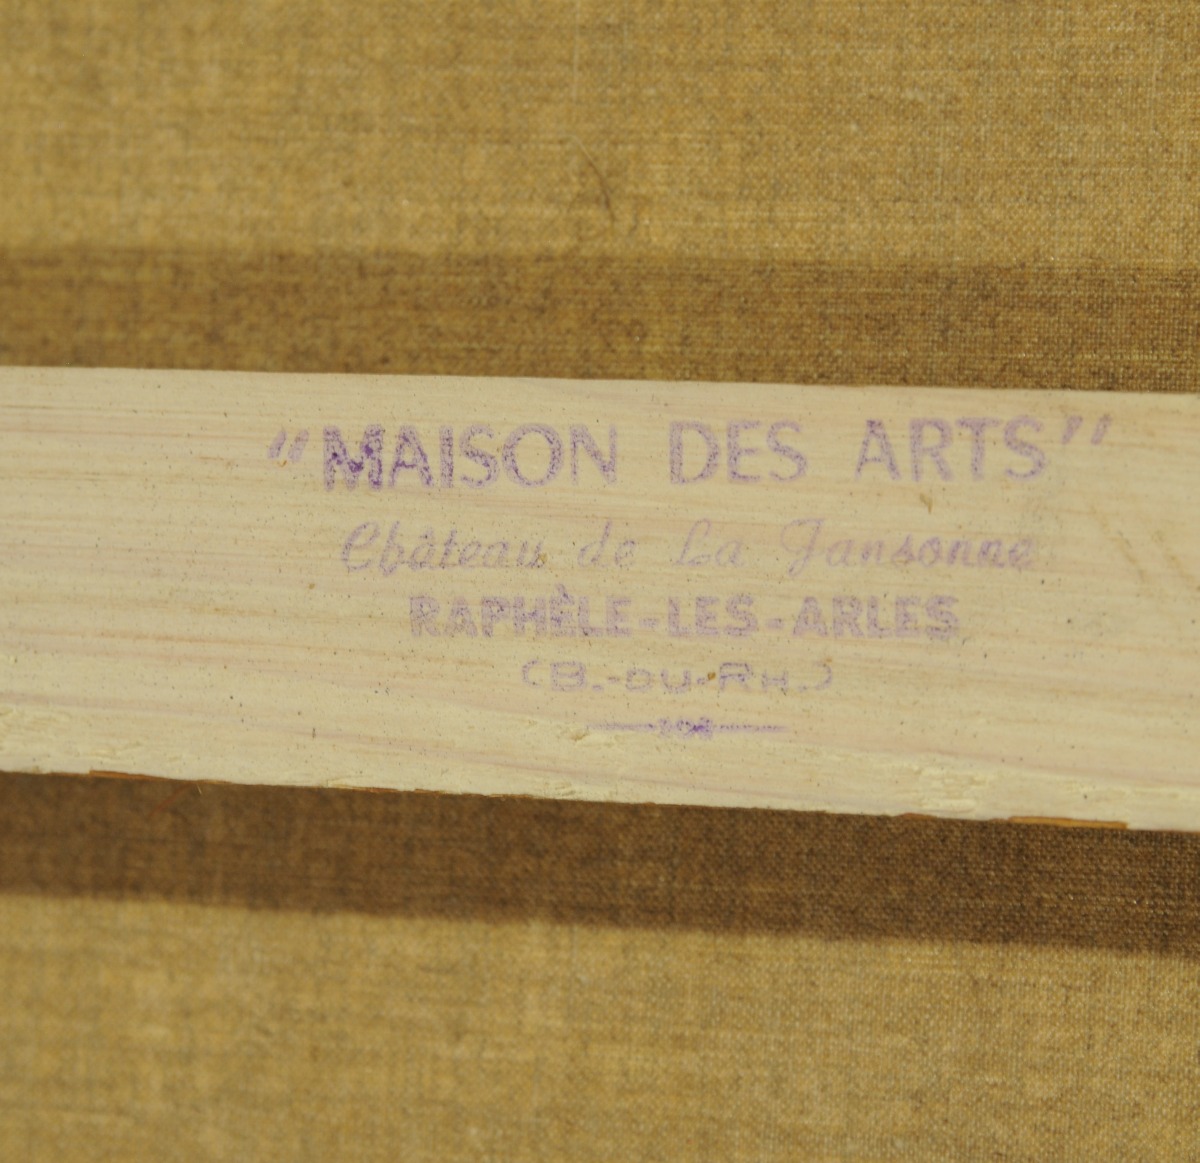 "MAISON DES ARTS"
Château de La Jansonne
RAPHÈLE-LES-ARLES
(B.-DU-RH.)